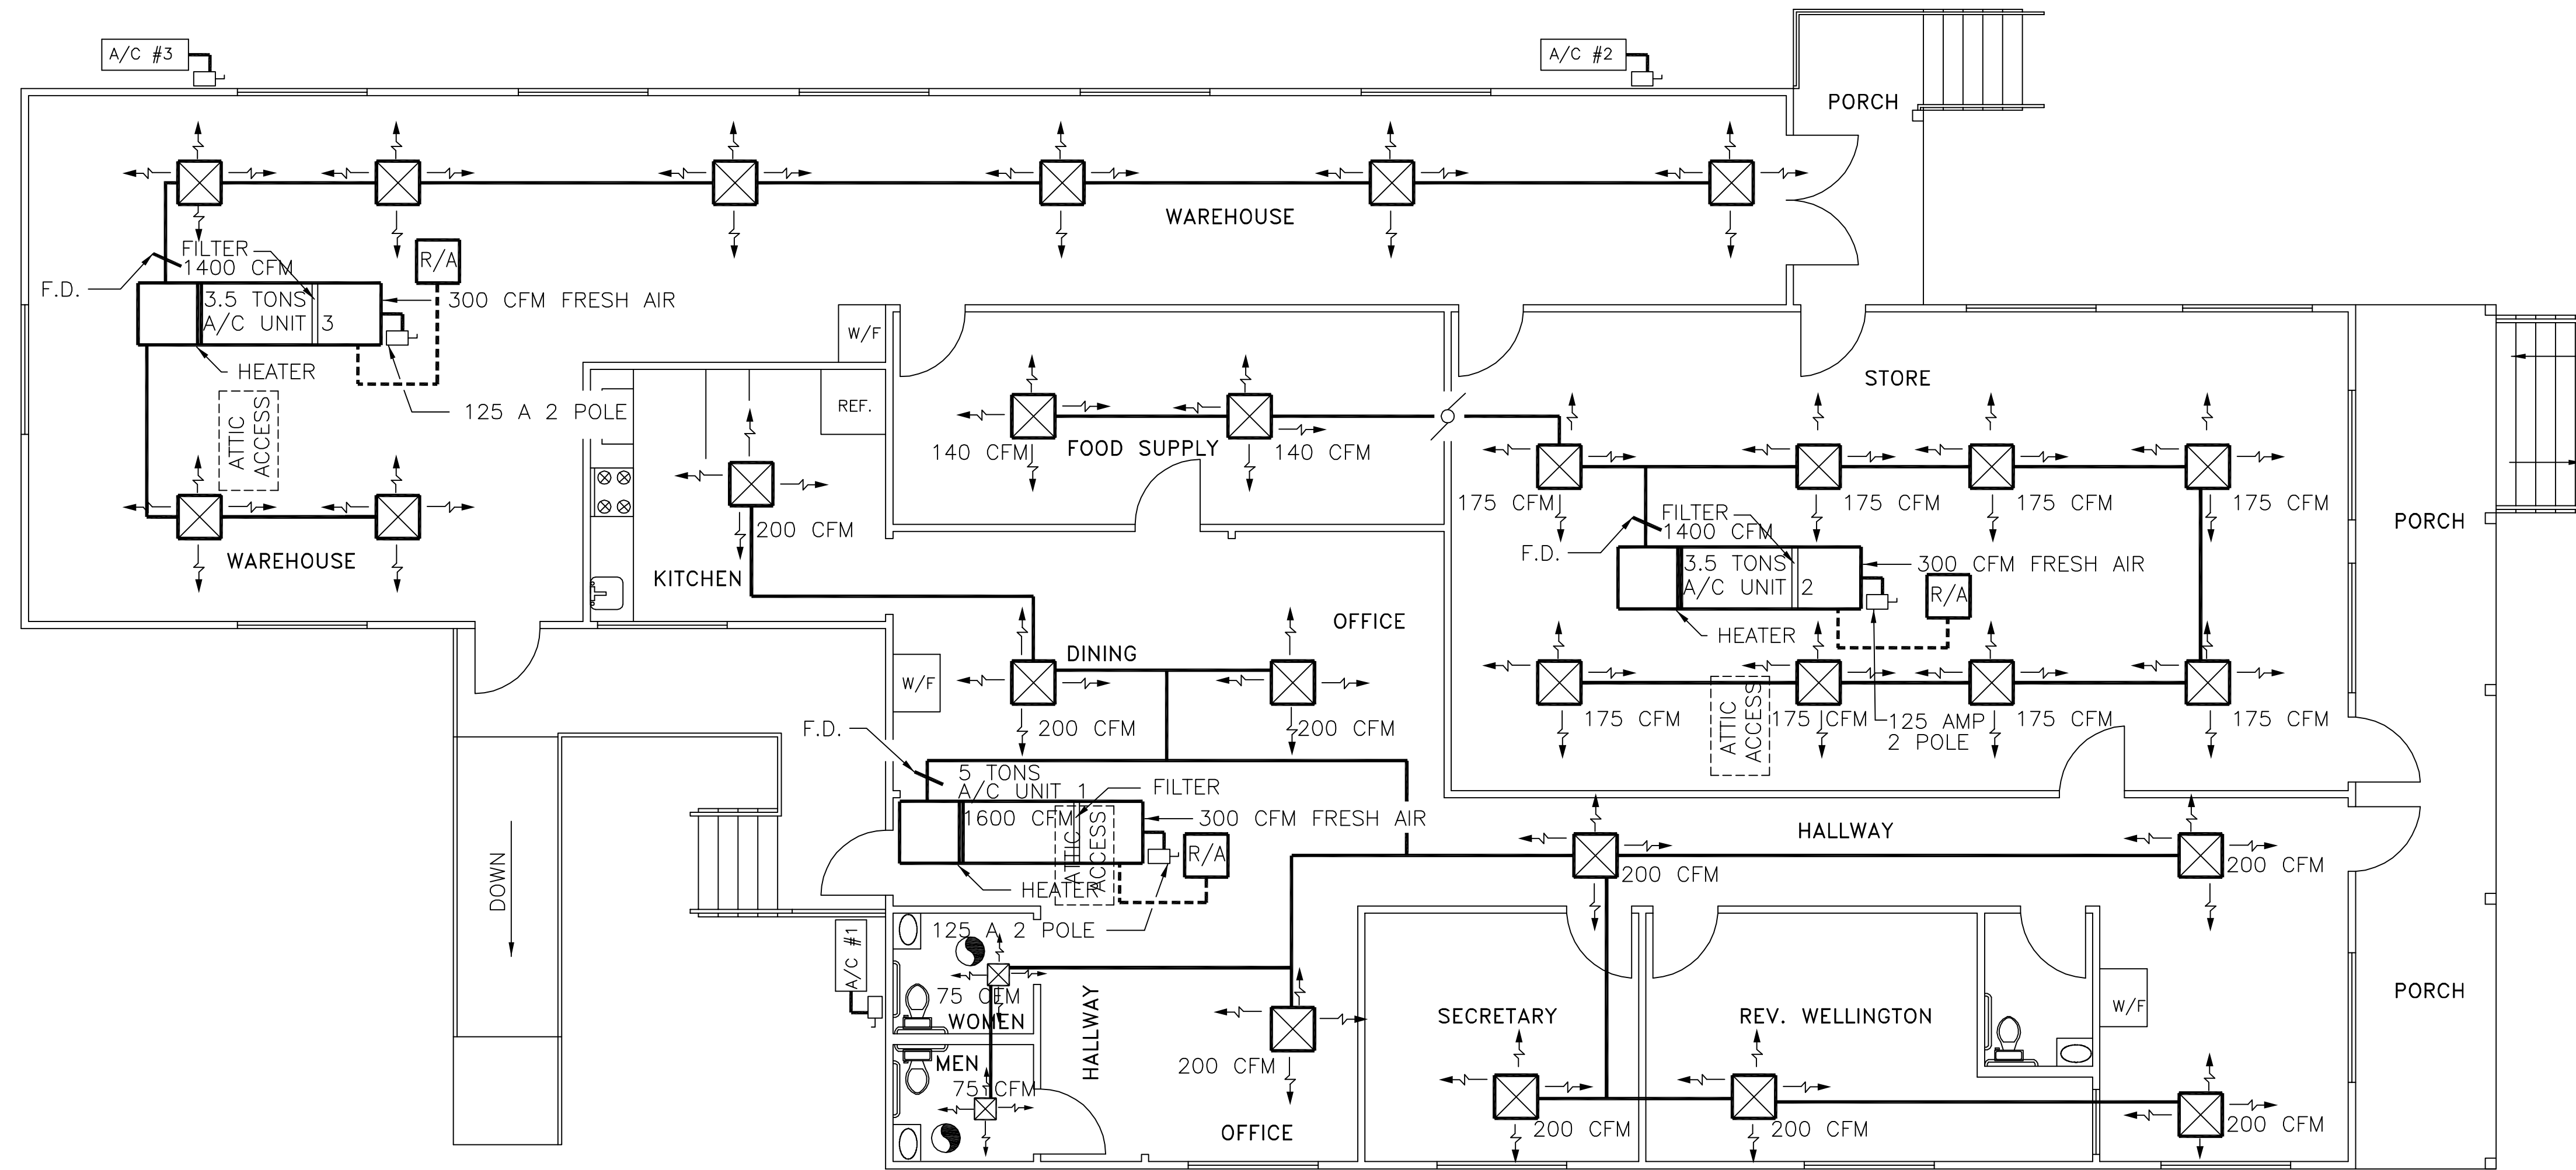 A/C #3
A/C #2
PORCH
WAREHOUSE
FILTER
1400 CFM
R/A
F.D.
3.5 TONS
A/C UNIT 3
300 CFM FRESH AIR
HEATER
125 A 2 POLE
ATTIC
ACCESS
WAREHOUSE
W/F
REF.
200 CFM
KITCHEN
140 CFM
FOOD SUPPLY
140 CFM
STORE
175 CFM
175 CFM
175 CFM
175 CFM
FILTER
1400 CFM
F.D.
3.5 TONS
A/C UNIT 2
300 CFM FRESH AIR
R/A
HEATER
175 CFM
175 CFM
175 CFM
175 CFM
125 AMP
2 POLE
ATTIC
ACCESS
PORCH
OFFICE
DINING
W/F
200 CFM
200 CFM
F.D.
5 TONS
A/C UNIT 1
1600 CFM
FILTER
300 CFM FRESH AIR
R/A
ATTIC
ACCESS
HEATER
125 A 2 POLE
HALLWAY
200 CFM
200 CFM
DOWN
A/C #1
75 CFM
WOMEN
MEN
75 CFM
HALLWAY
200 CFM
OFFICE
SECRETARY
200 CFM
REV. WELLINGTON
200 CFM
W/F
200 CFM
PORCH